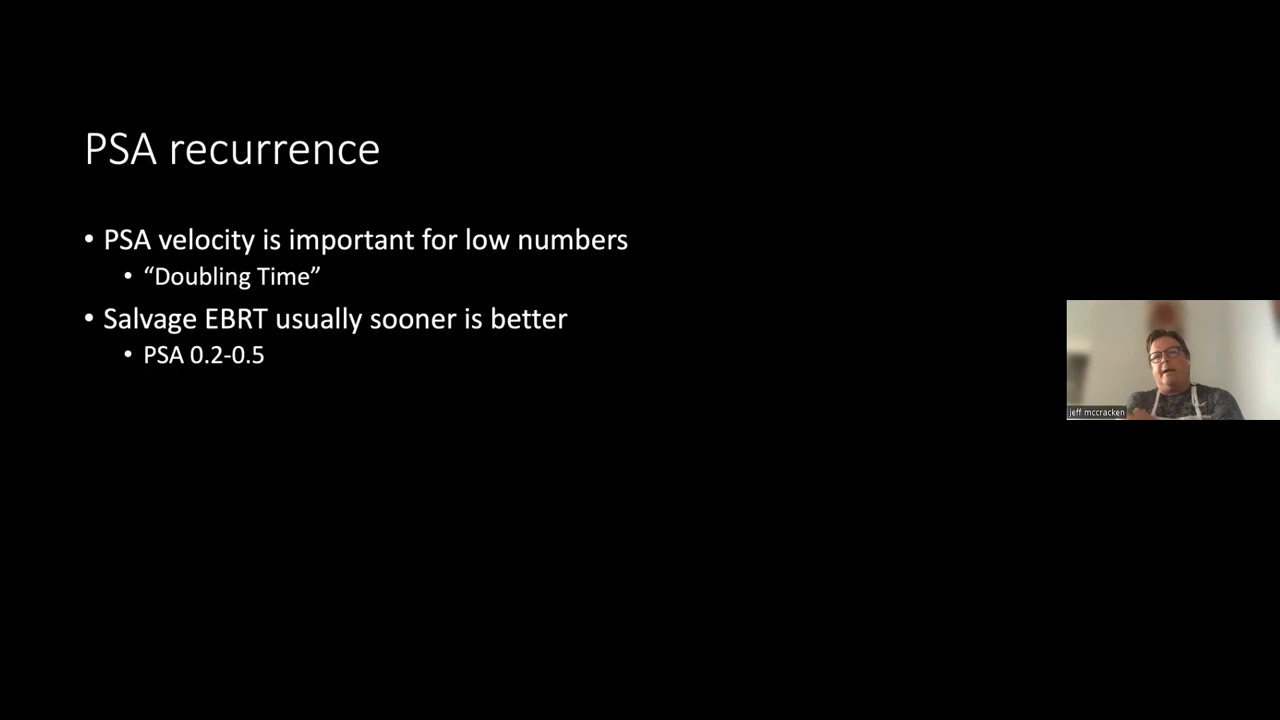 PSA recurrence
• PSA velocity is important for low numbers
• “Doubling Time”
• Salvage EBRT usually sooner is better
• PSA 0.2-0.5
jeff mccracken